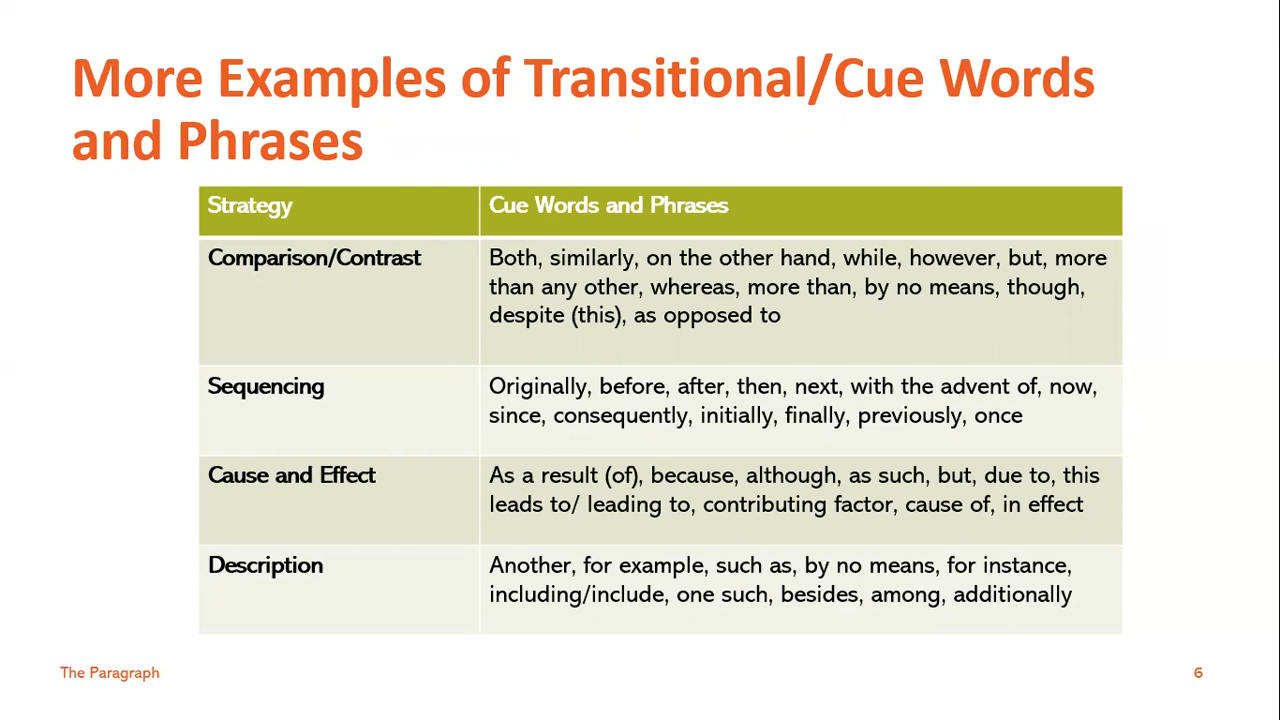 More Examples of Transitional/Cue Words
and Phrases
Strategy
Cue Words and Phrases
Comparison/Contrast
Both, similarly, on the other hand, while, however, but, more
than any other, whereas, more than, by no means, though,
despite (this), as opposed to
Sequencing
Originally, before, after, then, next, with the advent of, now,
since, consequently, initially, finally, previously, once
Cause and Effect
As a result (of), because, although, as such, but, due to, this
leads to/ leading to, contributing factor, cause of, in effect
Description
Another, for example, such as, by no means, for instance,
including/include, one such, besides, among, additionally
The Paragraph
6